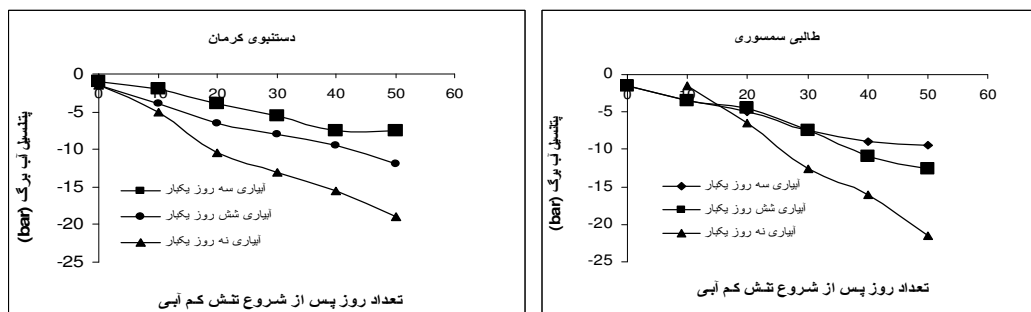 دستنبوی کرمان
0
-5
-10
-15
-20
-25
0 10 20 30 40 50 60
پتانسیل آب برگ (bar)
آبیاری سه روز یکبار
آبیاری شش روز یکبار
آبیاری نه روز یکبار
تعداد روز پس از شروع تنش کم آبی
طالبی سمسوری
0
-5
-10
-15
-20
-25
0 10 20 30 40 50 60
پتانسیل آب برگ (bar)
آبیاری سه روز یکبار
آبیاری شش روز یکبار
آبیاری نه روز یکبار
تعداد روز پس از شروع تنش کم آبی